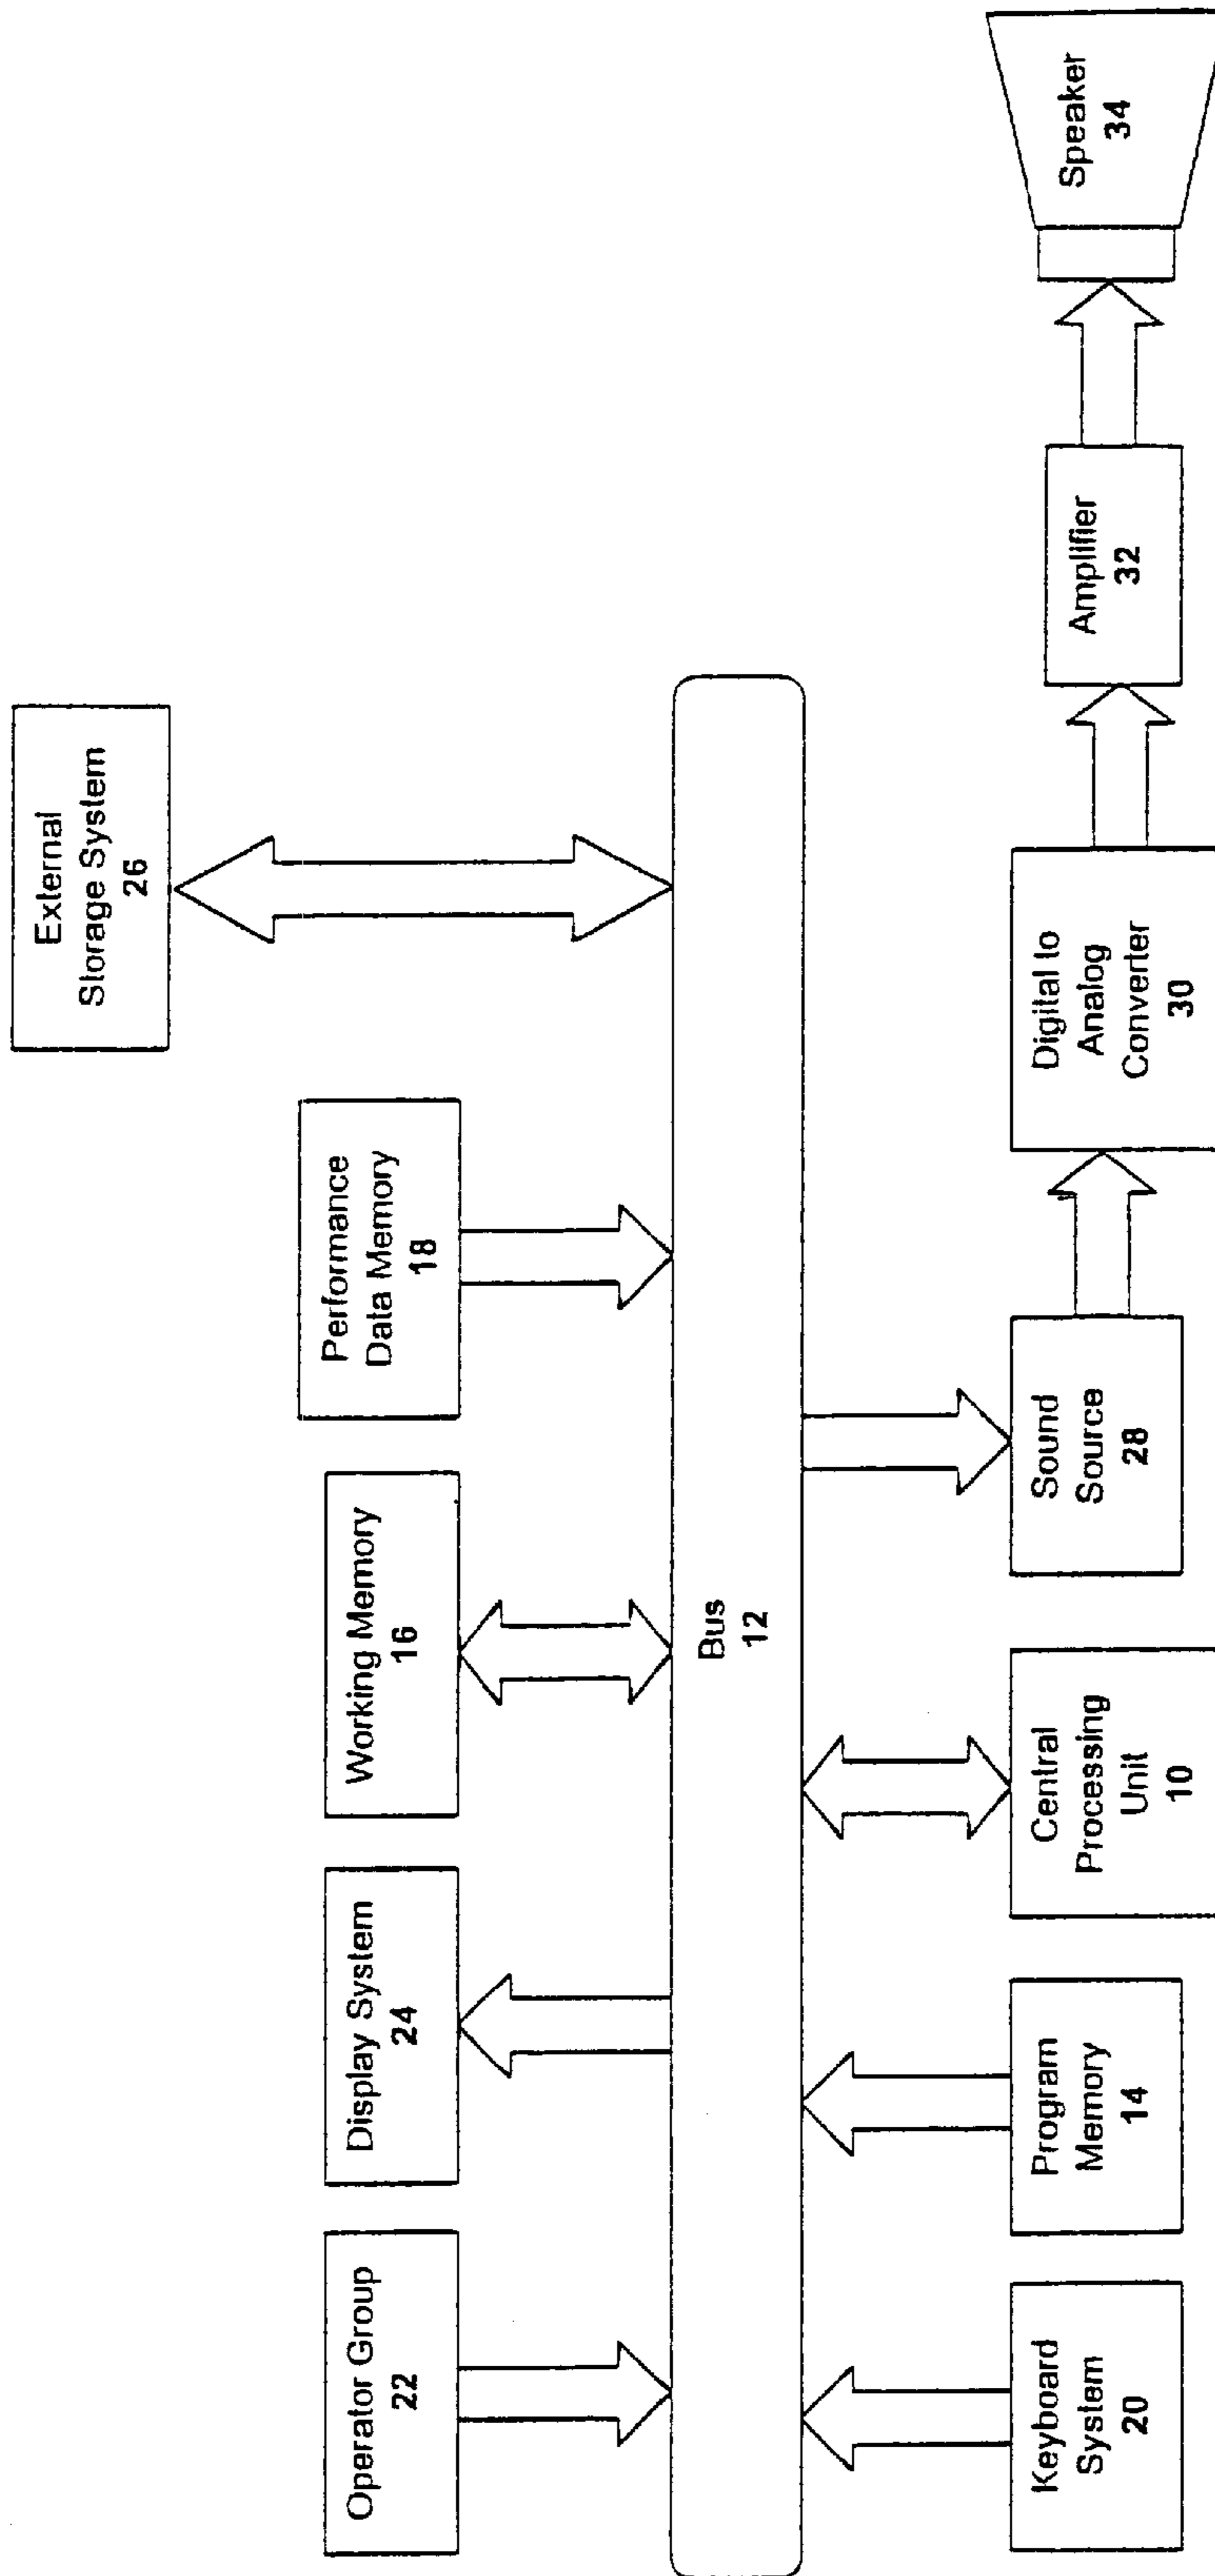 External
Storage System
26
Performance
Data Memory
18
Working Memory
16
Display System
24
Operator Group
22
Bus
12
Keyboard
System
20
Program
Memory
14
Central
Processing
Unit
10
Sound
Source
28
Digital to
Analog
Converter
30
Amplifier
32
Speaker
34